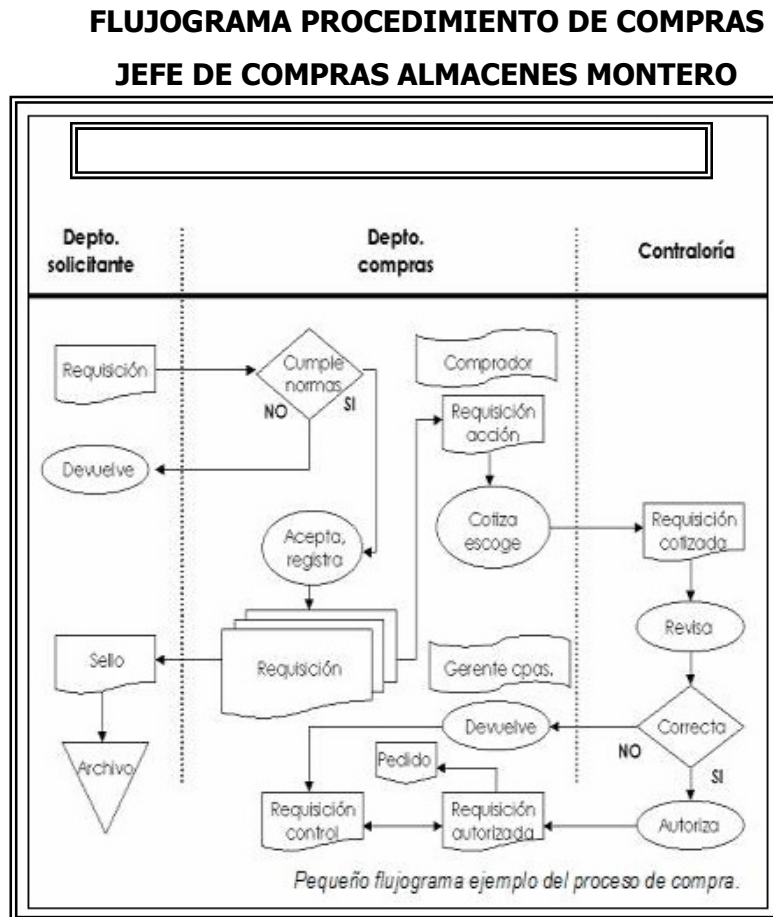 FLUJOGRAMA PROCEDIMIENTO DE COMPRAS
JEFE DE COMPRAS ALMACENES MONTERO
Depto.
solicitante
Depto.
compras
Contraloría
Requisición
Cumple
normas
NO
SI
Comprador
Requisición
acción
Devuelve
Cotiza
escoge
Requisición
cotizada
Acepta,
registra
Revisa
Sello
Requisición
Gerente cpas.
Devuelve
Correcta
NO
SI
Archivo
Pedido
Requisición
control
Requisición
autorizada
Autoriza
Pequeño flujograma ejemplo del proceso de compra.